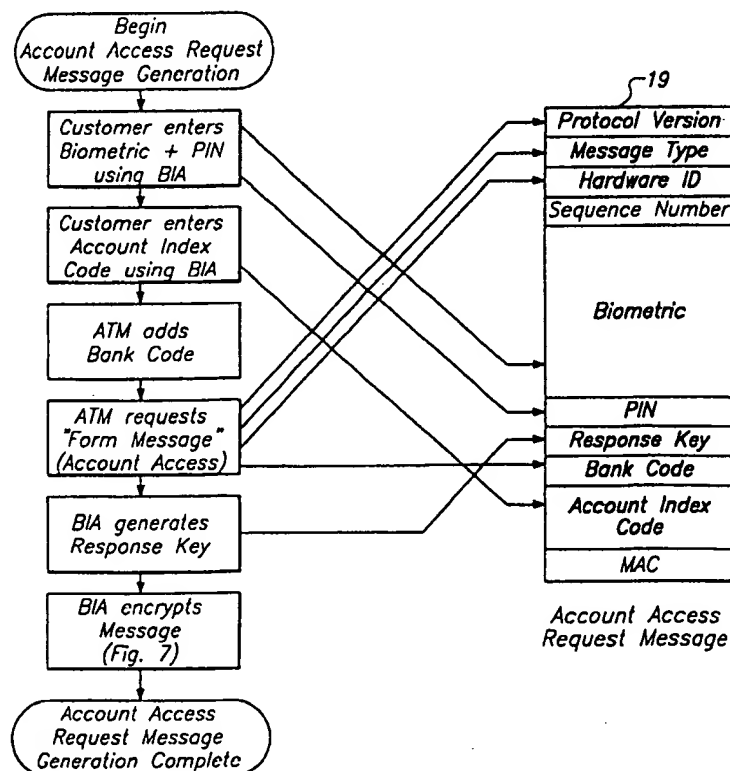 Begin
Account Access Request
Message Generation
Customer enters
Biometric + PIN
using BIA
Customer enters
Account Index
Code using BIA
ATM adds
Bank Code
ATM requests
"Form Message"
(Account Access)
BIA generates
Response Key
BIA encrypts
Message
(Fig. 7)
Account Access
Request Message
Generation Complete
19
Protocol Version
Message Type
Hardware ID
Sequence Number
Biometric
PIN
Response Key
Bank Code
Account Index
Code
MAC
Account Access
Request Message